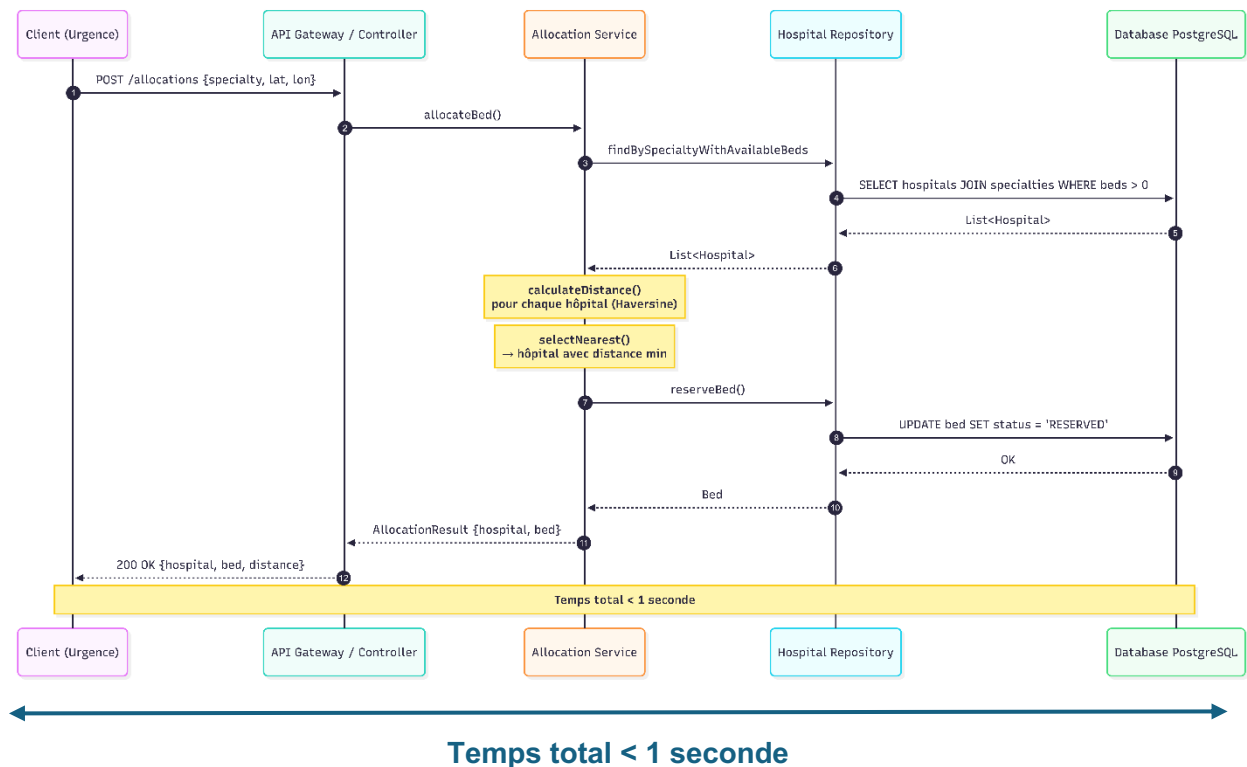 Client (Urgence)
API Gateway / Controller
Allocation Service
Hospital Repository
Database PostgreSQL
POST /allocations {specialty, lat, lon}
1
allocateBed()
2
findBySpecialtyWithAvailableBeds
3
SELECT hospitals JOIN specialties WHERE beds > 0
4
List<Hospital>
5
List<Hospital>
6
calculateDistance()
pour chaque hôpital (Haversine)
selectNearest()
→ hôpital avec distance min
reserveBed()
7
UPDATE bed SET status = 'RESERVED'
8
OK
9
Bed
10
AllocationResult {hospital, bed}
11
200 OK {hospital, bed, distance}
12
Temps total < 1 seconde
Client (Urgence)
API Gateway / Controller
Allocation Service
Hospital Repository
Database PostgreSQL
Temps total < 1 seconde